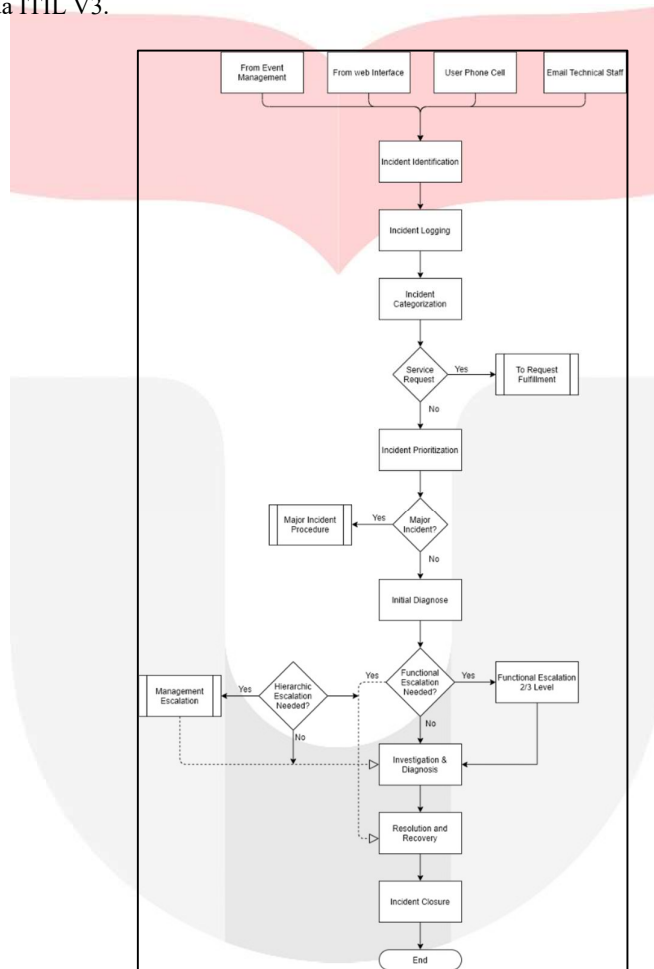 ITIL V3.
From Event
Management
From web Interface
User Phone Cell
Email Technical Staff
Incident Identification
Incident Logging
Incident
Categorization
Service
Request
Yes
To Request
Fulfillment
No
Incident Prioritization
Major Incident
Procedure
Yes
Major
Incident?
No
Initial Diagnose
Management
Escalation
Yes
Hierarchic
Escalation
Needed?
Yes
Functional
Escalation
Needed?
Yes
Functional Escalation
2/3 Level
No
No
Investigation &
Diagnosis
Resolution and
Recovery
Incident Closure
End